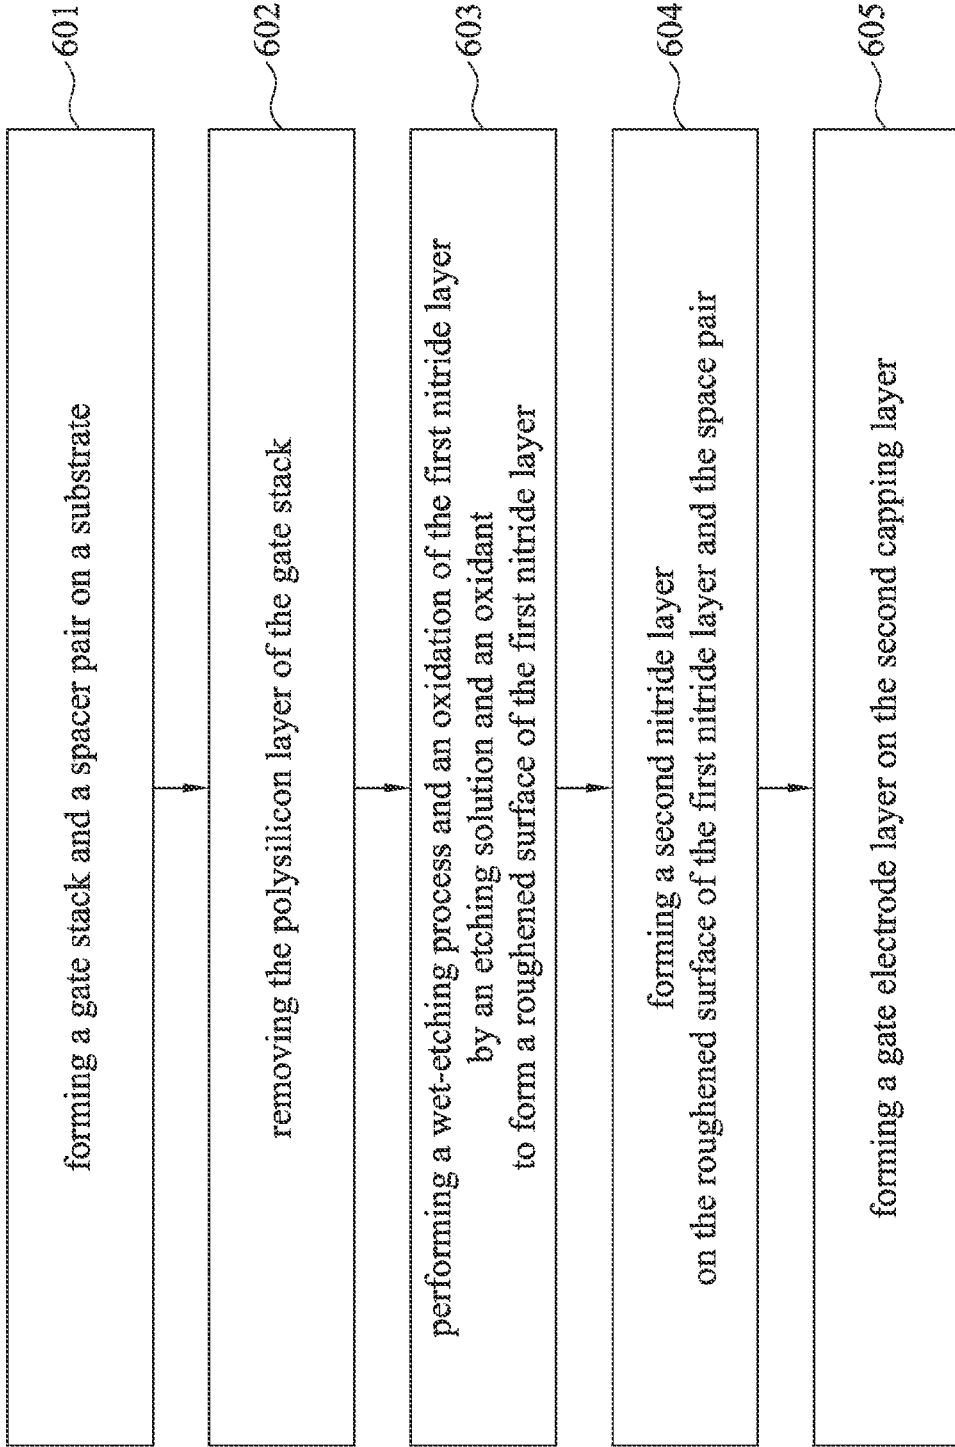 forming a gate stack and a spacer pair on a substrate
601
removing the polysilicon layer of the gate stack
602
performing a wet-etching process and an oxidation of the first nitride layer
by an etching solution and an oxidant
to form a roughened surface of the first nitride layer
603
forming a second nitride layer
on the roughened surface of the first nitride layer and the space pair
604
forming a gate electrode layer on the second capping layer
605